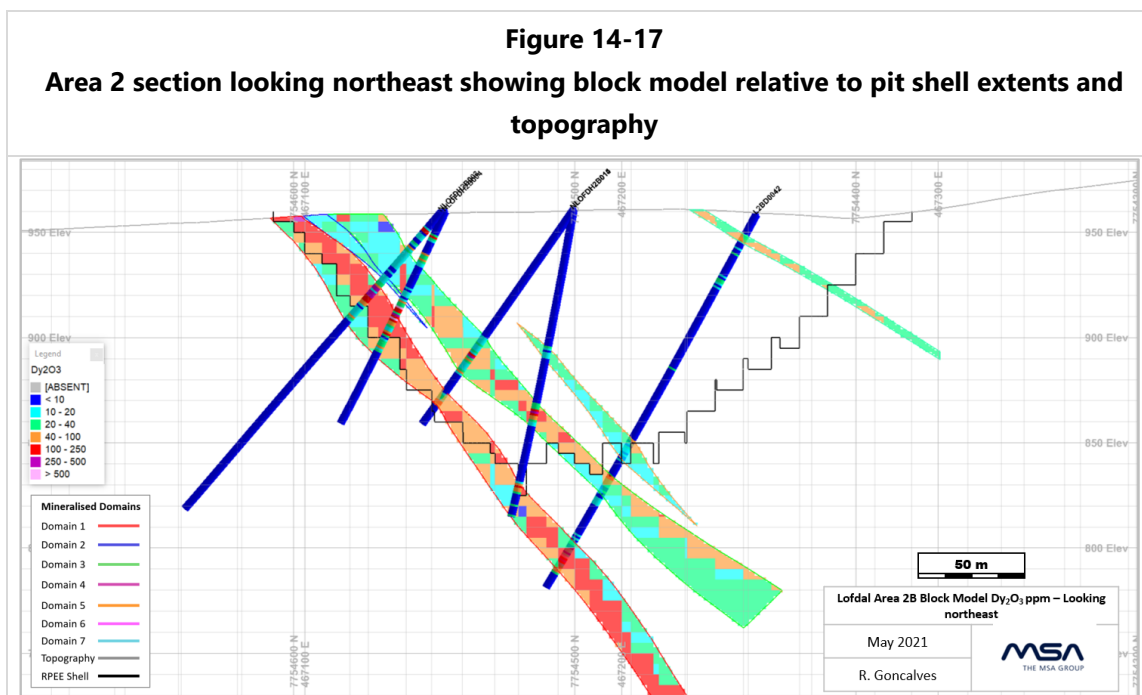 Figure 14-17
Area 2 section looking northeast showing block model relative to pit shell extents and
topography
7754600 N
467100 E
467200 E
7754400 N
467300 E
L2BD0042
950 Elev
950 Elev
900 Elev
900 Elev
850 Elev
800 Elev
Legend
Dy2O3
[ABSENT]
< 10
10 - 20
20 - 40
40 - 100
100 - 250
250 - 500
> 500
Mineralised Domains
Domain 1
Domain 2
Domain 3
Domain 4
Domain 5
Domain 6
Domain 7
Topography
RPEE Shell
50 m
Lofdal Area 2B Block Model Dy₂O₃ ppm – Looking
northeast
May 2021
R. Goncalves
MSA
THE MSA GROUP
7754600 N
467100 E
7754500 N
467200 E